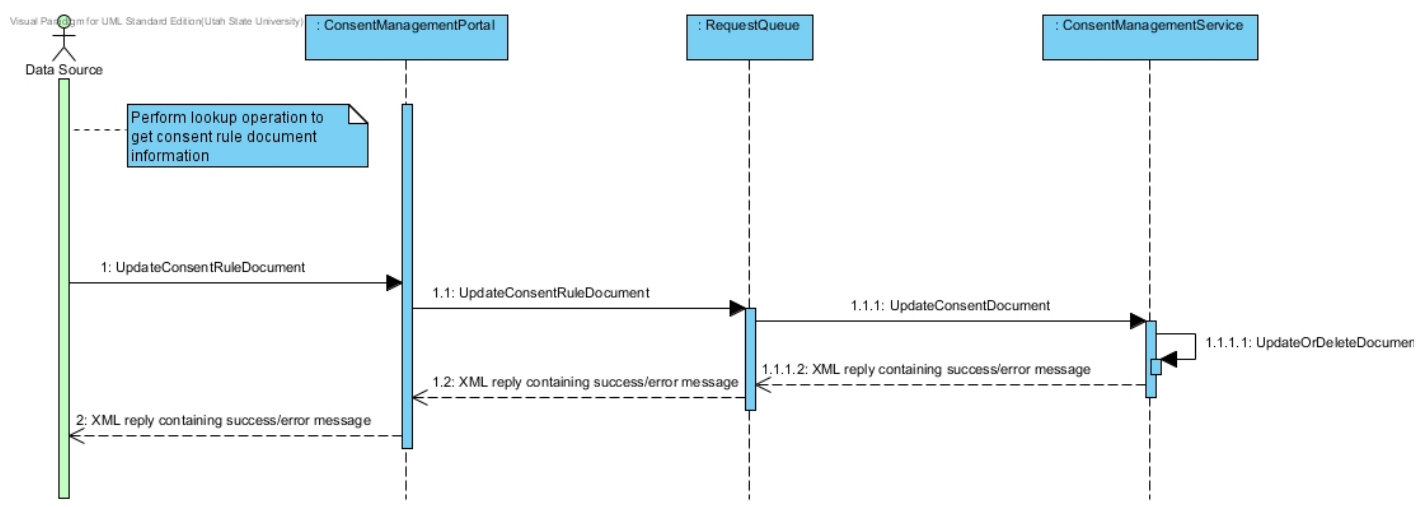 Visual Paradigm for UML Standard Edition(Utah State University)
: ConsentManagementPortal
: RequestQueue
: ConsentManagementService
Data Source
Perform lookup operation to
get consent rule document
information
1: UpdateConsentRuleDocument
1.1: UpdateConsentRuleDocument
1.1.1: UpdateConsentDocument
1.1.1.1: UpdateOrDeleteDocumen
1.1.1.2: XML reply containing success/error message
1.2: XML reply containing success/error message
2: XML reply containing success/error message